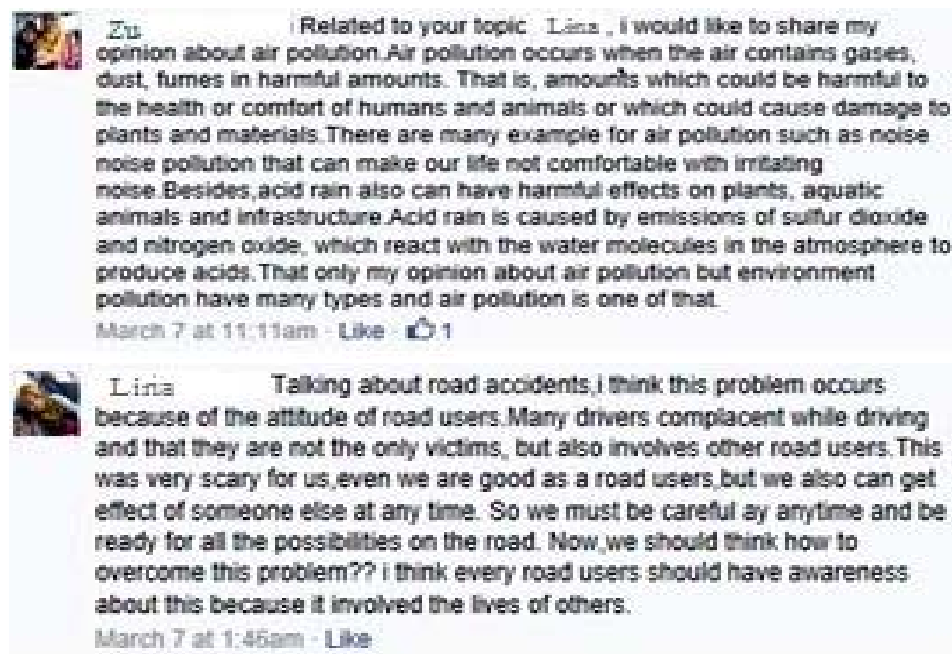 Zu Related to your topic Lina , i would like to share my
opinion about air pollution.Air pollution occurs when the air contains gases,
dust, fumes in harmful amounts. That is, amounts which could be harmful to
the health or comfort of humans and animals or which could cause damage to
plants and materials.There are many example for air pollution such as noise
noise pollution that can make our life not comfortable with irritating
noise.Besides,acid rain also can have harmful effects on plants, aquatic
animals and infrastructure.Acid rain is caused by emissions of sulfur dioxide
and nitrogen oxide, which react with the water molecules in the atmosphere to
produce acids.That only my opinion about air pollution but environment
pollution have many types and air pollution is one of that.
March 7 at 11:11am · Like · 1
Lina Talking about road accidents,i think this problem occurs
because of the attitude of road users.Many drivers complacent while driving
and that they are not the only victims, but also involves other road users.This
was very scary for us,even we are good as a road users,but we also can get
effect of someone else at any time. So we must be careful ay anytime and be
ready for all the possibilities on the road. Now,we should think how to
overcome this problem?? i think every road users should have awareness
about this because it involved the lives of others.
March 7 at 1:46am · Like